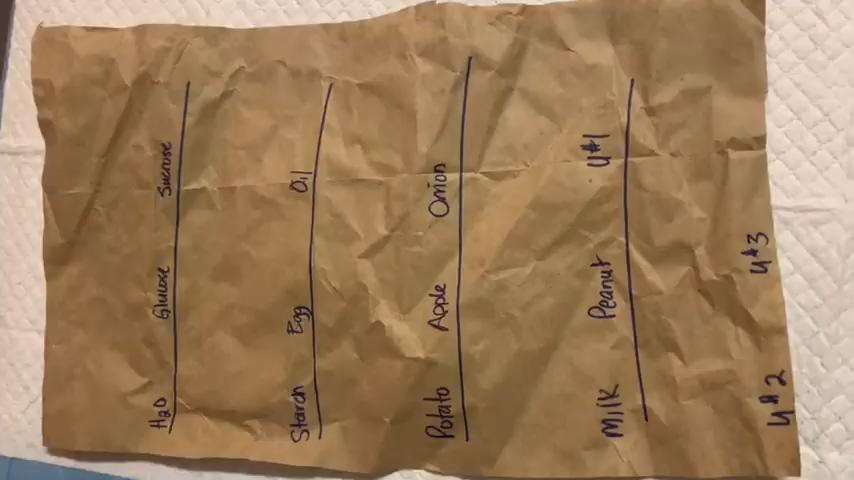 H2O Glucose Sucrose
Starch Egg Oil
Potato Apple Onion
Milk Peanut U#1
U#2 U#3